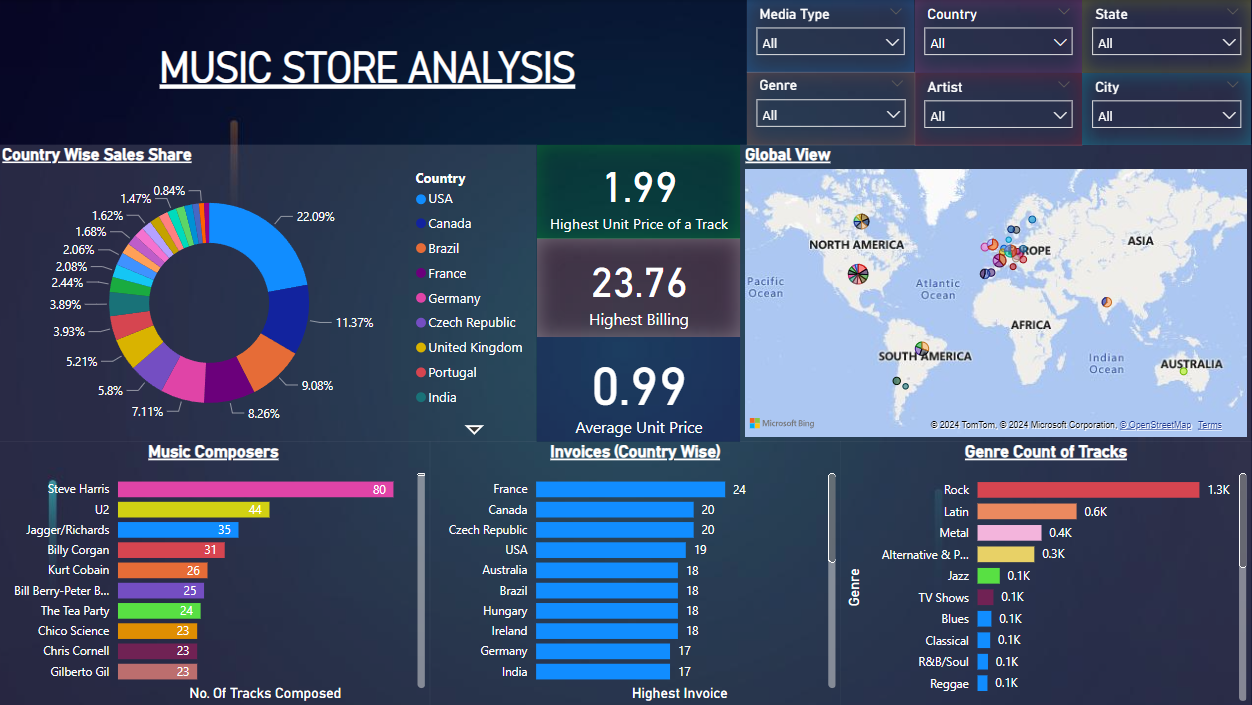 MUSIC STORE ANALYSIS
Media Type
All
Country
All
State
All
Genre
All
Artist
All
City
All
Country Wise Sales Share
0.84%
1.47%
1.62%
1.68%
2.06%
2.08%
2.44%
3.89%
3.93%
5.21%
5.8%
7.11%
8.26%
9.08%
11.37%
22.09%
Country
USA
Canada
Brazil
France
Germany
Czech Republic
United Kingdom
Portugal
India
1.99
Highest Unit Price of a Track
23.76
Highest Billing
0.99
Average Unit Price
Global View
NORTH AMERICA
ROPE
ASIA
Pacific
Ocean
Atlantic
Ocean
AFRICA
SOUTH AMERICA
Indian
Ocean
AUSTRALIA
Microsoft Bing
© 2024 TomTom, © 2024 Microsoft Corporation, © OpenStreetMap Terms
Music Composers
Steve Harris 80
U2 44
Jagger/Richards 35
Billy Corgan 31
Kurt Cobain 26
Bill Berry-Peter B... 25
The Tea Party 24
Chico Science 23
Chris Cornell 23
Gilberto Gil 23
No. Of Tracks Composed
Invoices (Country Wise)
France 24
Canada 20
Czech Republic 20
USA 19
Australia 18
Brazil 18
Hungary 18
Ireland 18
Germany 17
India 17
Highest Invoice
Genre Count of Tracks
Genre
Rock 1.3K
Latin 0.6K
Metal 0.4K
Alternative & P... 0.3K
Jazz 0.1K
TV Shows 0.1K
Blues 0.1K
Classical 0.1K
R&B/Soul 0.1K
Reggae 0.1K